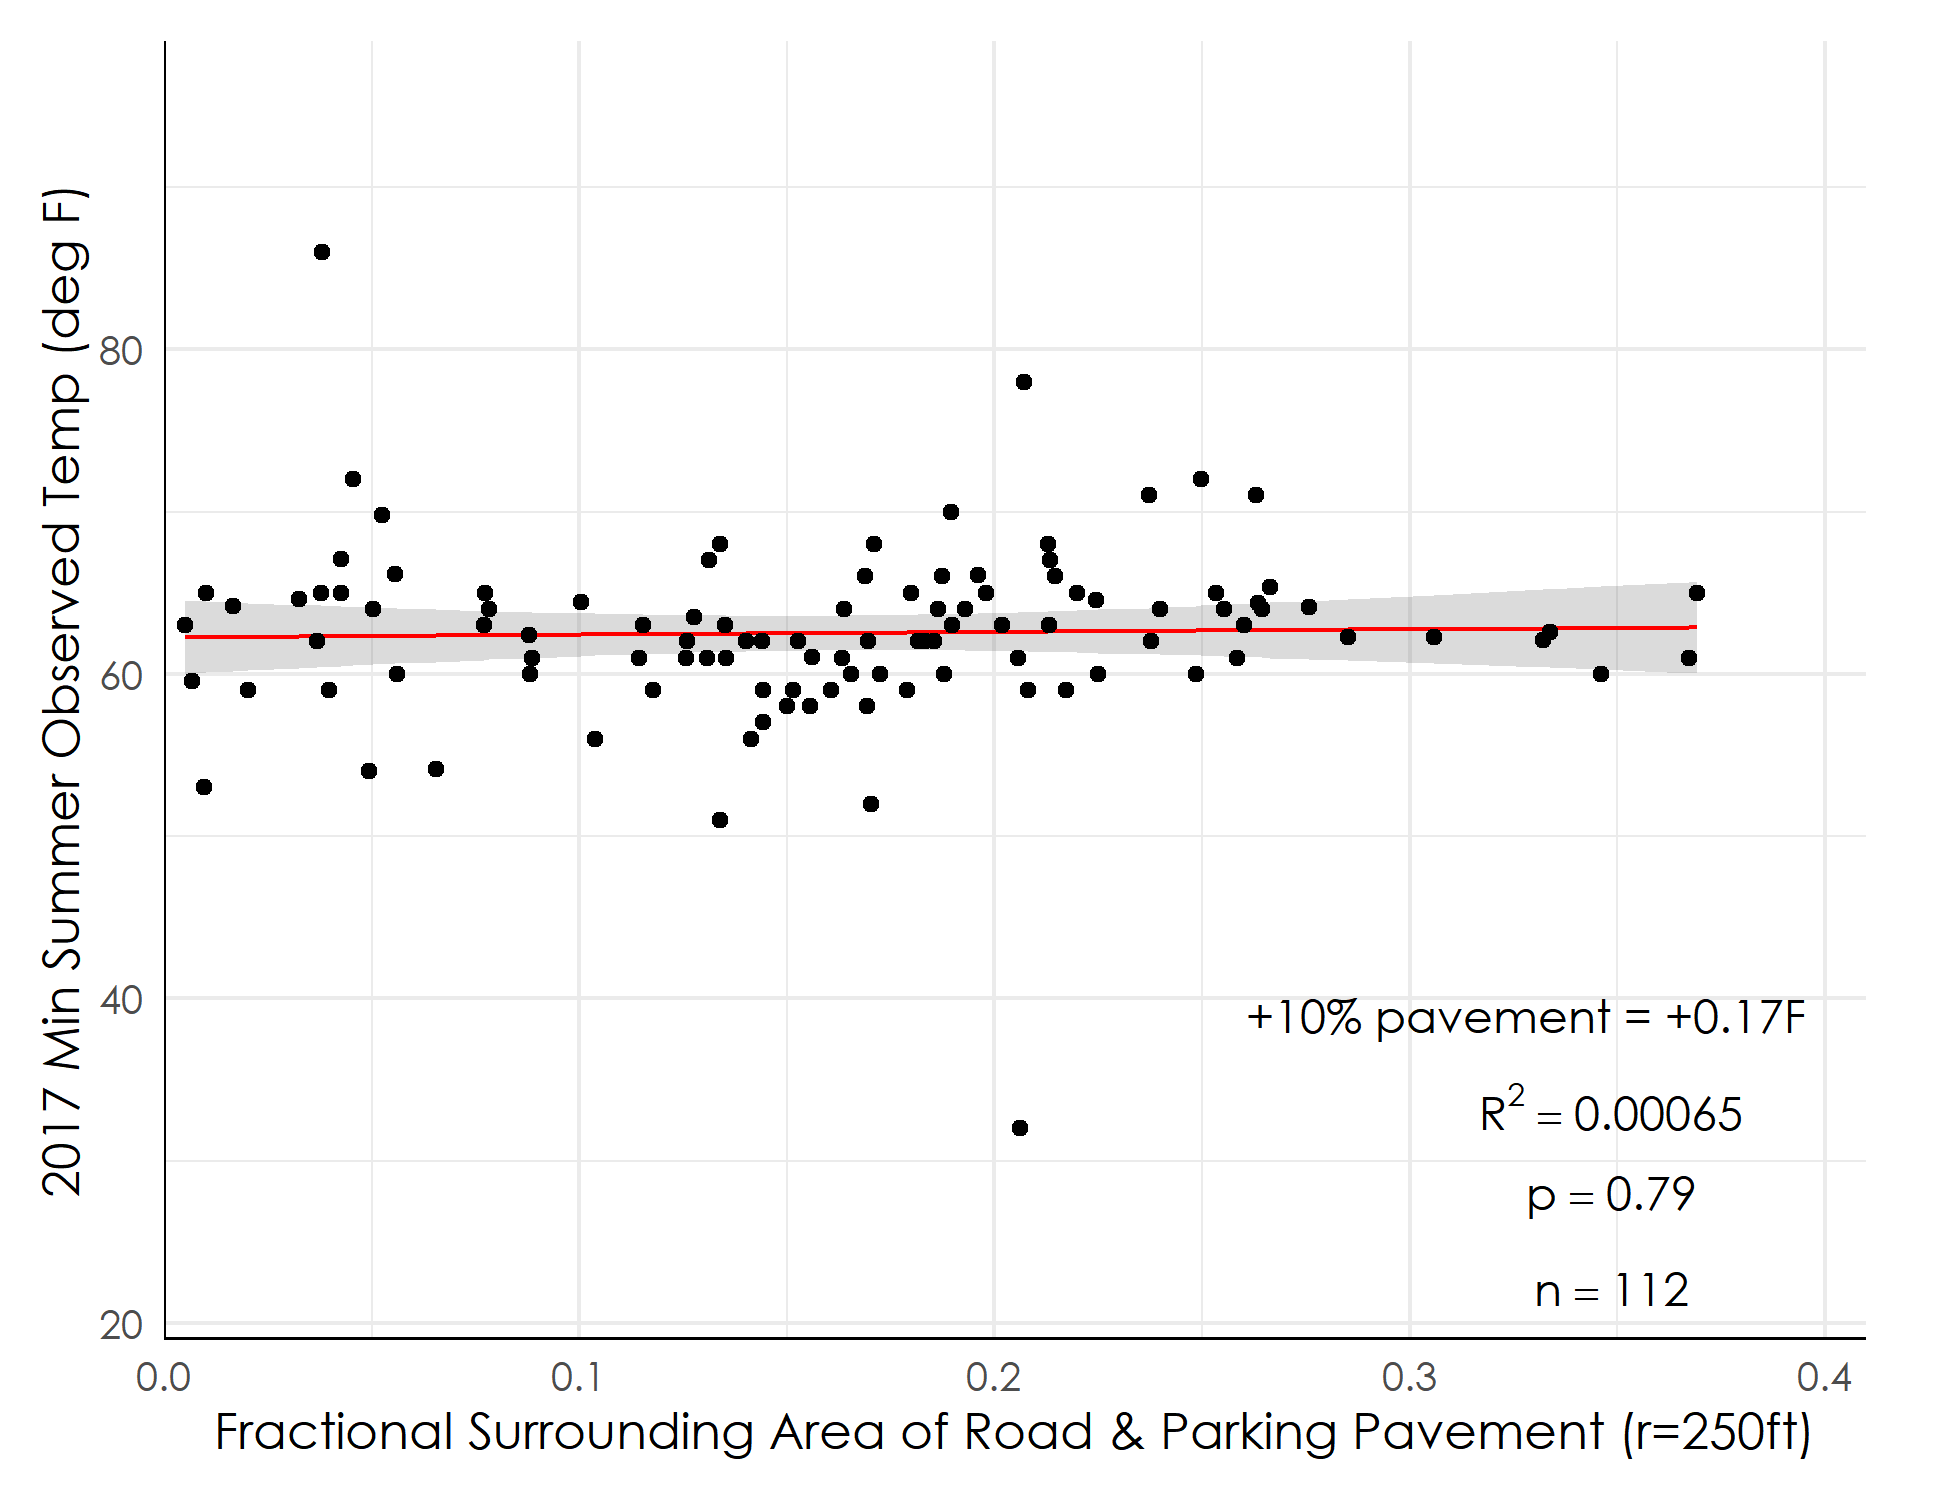 2017 Min Summer Observed Temp (deg F)
80
60
40
20
+10% pavement = +0.17F
R² = 0.00065
p = 0.79
n = 112
0.0 0.1 0.2 0.3 0.4
Fractional Surrounding Area of Road & Parking Pavement (r=250ft)